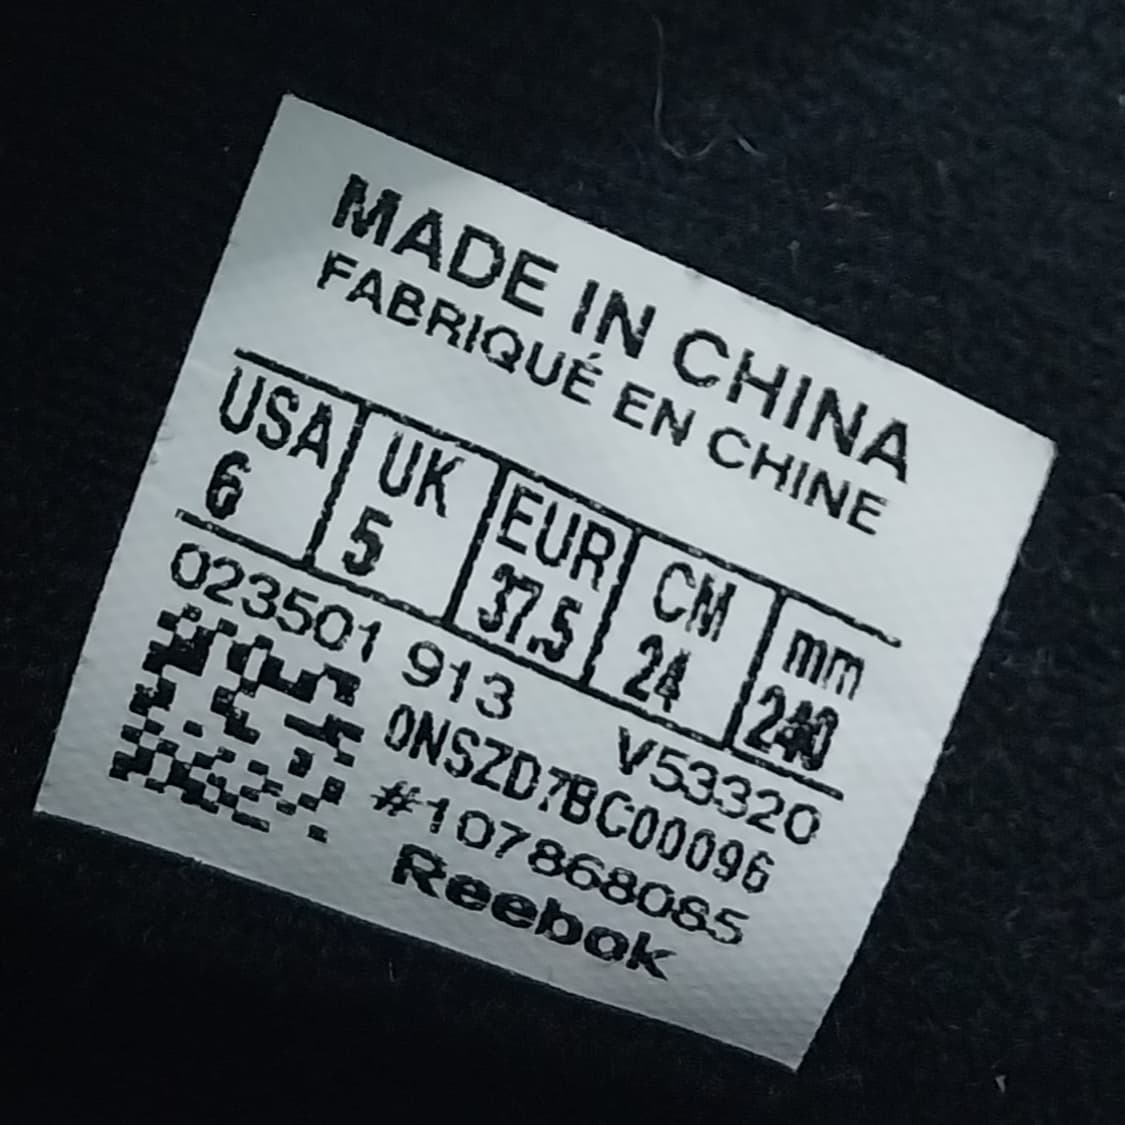 MADE IN CHINA
FABRIQUÉ EN CHINE
USA UK EUR CM mm
6 5 37.5 24 240
023501 913 V53320
0NSZD7BC00096
#107868085
Reebok